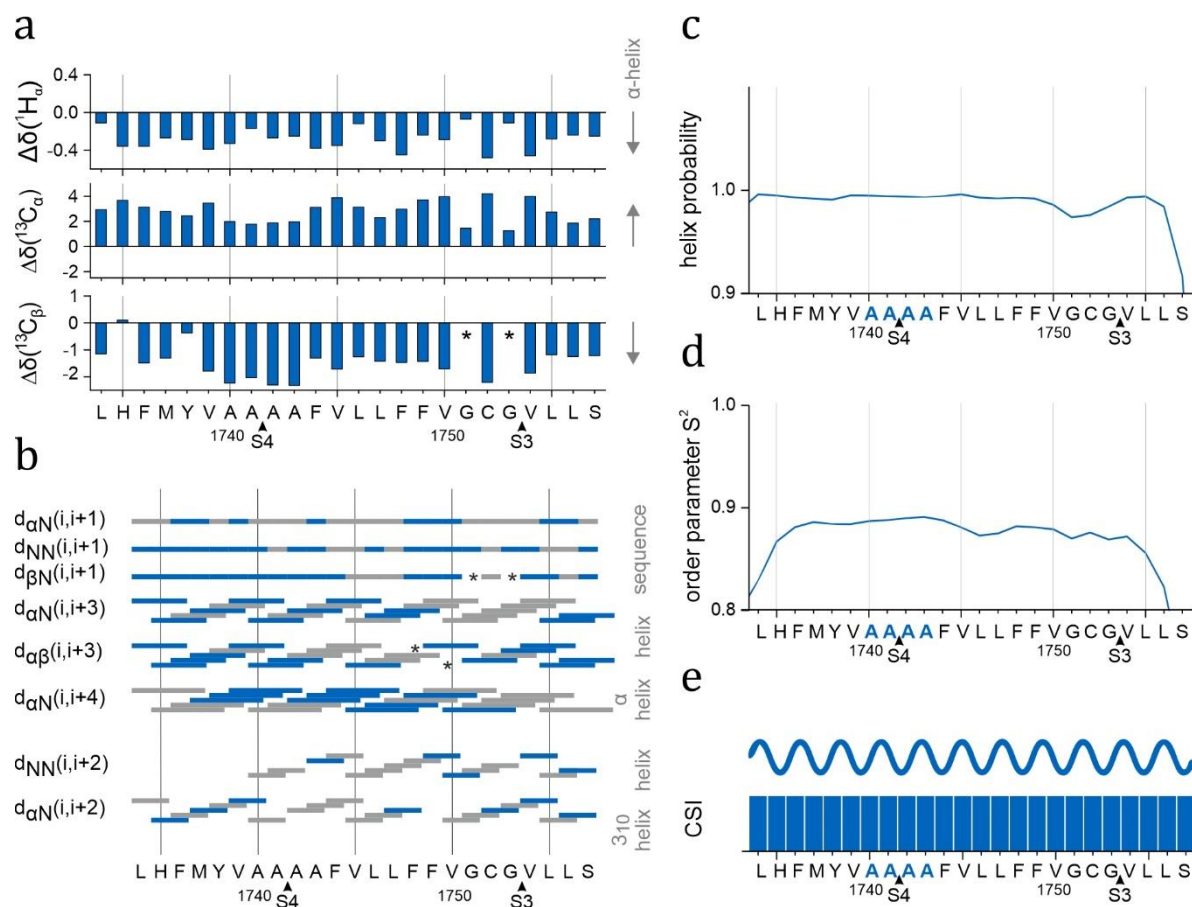 a
0.4
0.0
-0.4
Δδ(¹Hα)
α-helix
4
2
0
-2
Δδ(¹³Cα)
1
0
-1
-2
Δδ(¹³Cβ)
* *
L H F M Y V A A A A F V L L F F V G C G V L L S
1740 S4 1750 S3
b
dαN(i,i+1)
dNN(i,i+1)
dβN(i,i+1) * *
sequence
dαN(i,i+3)
dαβ(i,i+3) * *
helix
dαN(i,i+4)
α
helix
dNN(i,i+2)
helix
dαN(i,i+2)
3₁₀
helix
L H F M Y V A A A A F V L L F F V G C G V L L S
1740 S4 1750 S3
c
helix probability
1.0
0.9
L H F M Y V A A A A F V L L F F V G C G V L L S
1740 S4 1750 S3
d
order parameter S²
1.0
0.9
0.8
L H F M Y V A A A A F V L L F F V G C G V L L S
1740 S4 1750 S3
e
CSI
L H F M Y V A A A A F V L L F F V G C G V L L S
1740 S4 1750 S3